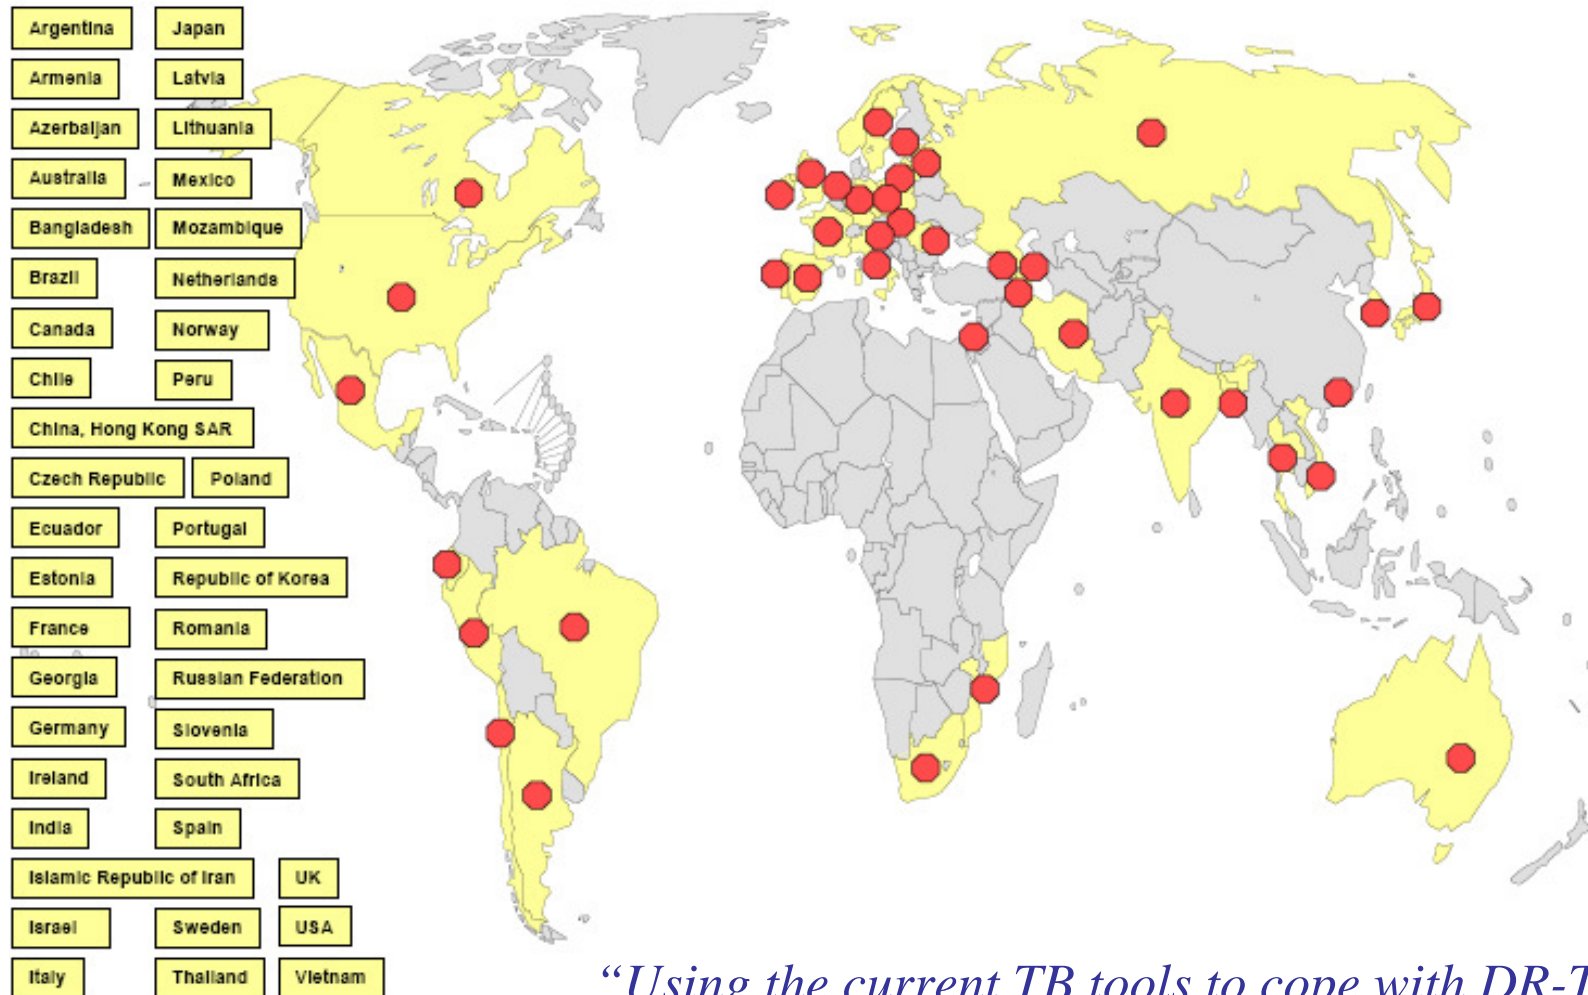 Argentina Japan
Armenia Latvia
Azerbaijan Lithuania
Australia Mexico
Bangladesh Mozambique
Brazil Netherlands
Canada Norway
Chile Peru
China, Hong Kong SAR
Czech Republic Poland
Ecuador Portugal
Estonia Republic of Korea
France Romania
Georgia Russian Federation
Germany Slovenia
Ireland South Africa
India Spain
Islamic Republic of Iran UK
Israel Sweden USA
Italy Thailand Vietnam
“Using the current TB tools to cope with DR-T